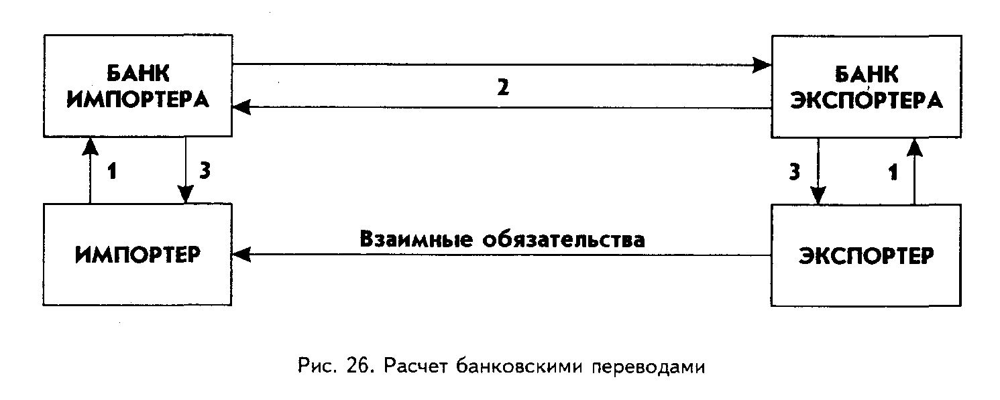 БАНК
ИМПОРТЕРА
2
БАНК
ЭКСПОРТЕРА
1
3
3
1
ИМПОРТЕР
Взаимные обязательства
ЭКСПОРТЕР
Рис. 26. Расчет банковскими переводами